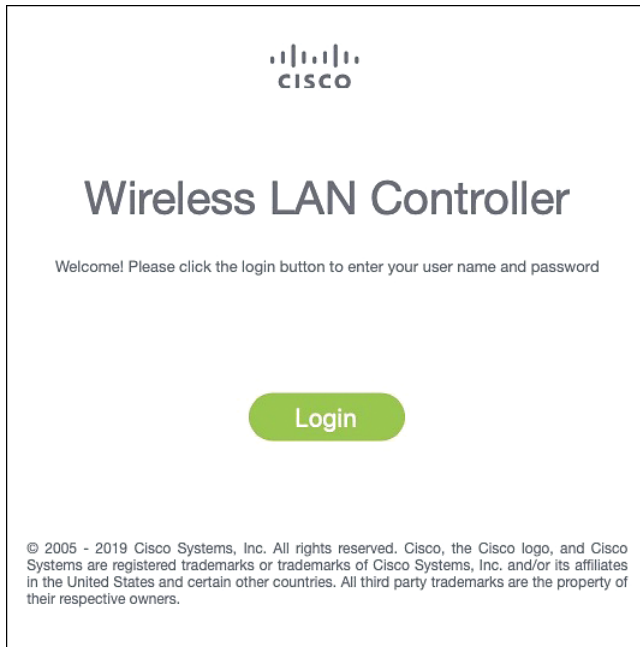 CISCO
Wireless LAN Controller
Welcome! Please click the login button to enter your user name and password
Login
© 2005 - 2019 Cisco Systems, Inc. All rights reserved. Cisco, the Cisco logo, and Cisco
Systems are registered trademarks or trademarks of Cisco Systems, Inc. and/or its affiliates
in the United States and certain other countries. All third party trademarks are the property of
their respective owners.